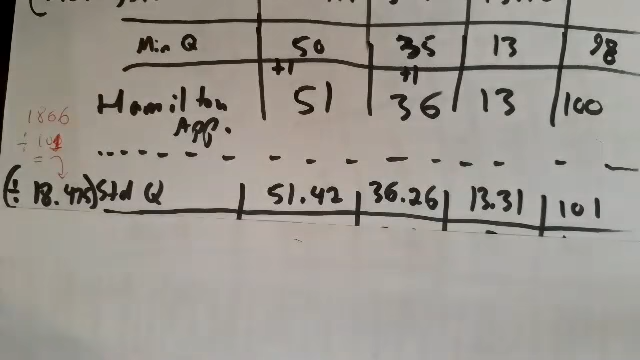 Min Q 50 35 13 98
+1 +1
Hamilton App. 51 36 13 100
1866
÷ 101
=
(÷ 18.475) Std Q 51.42 36.26 13.31 101